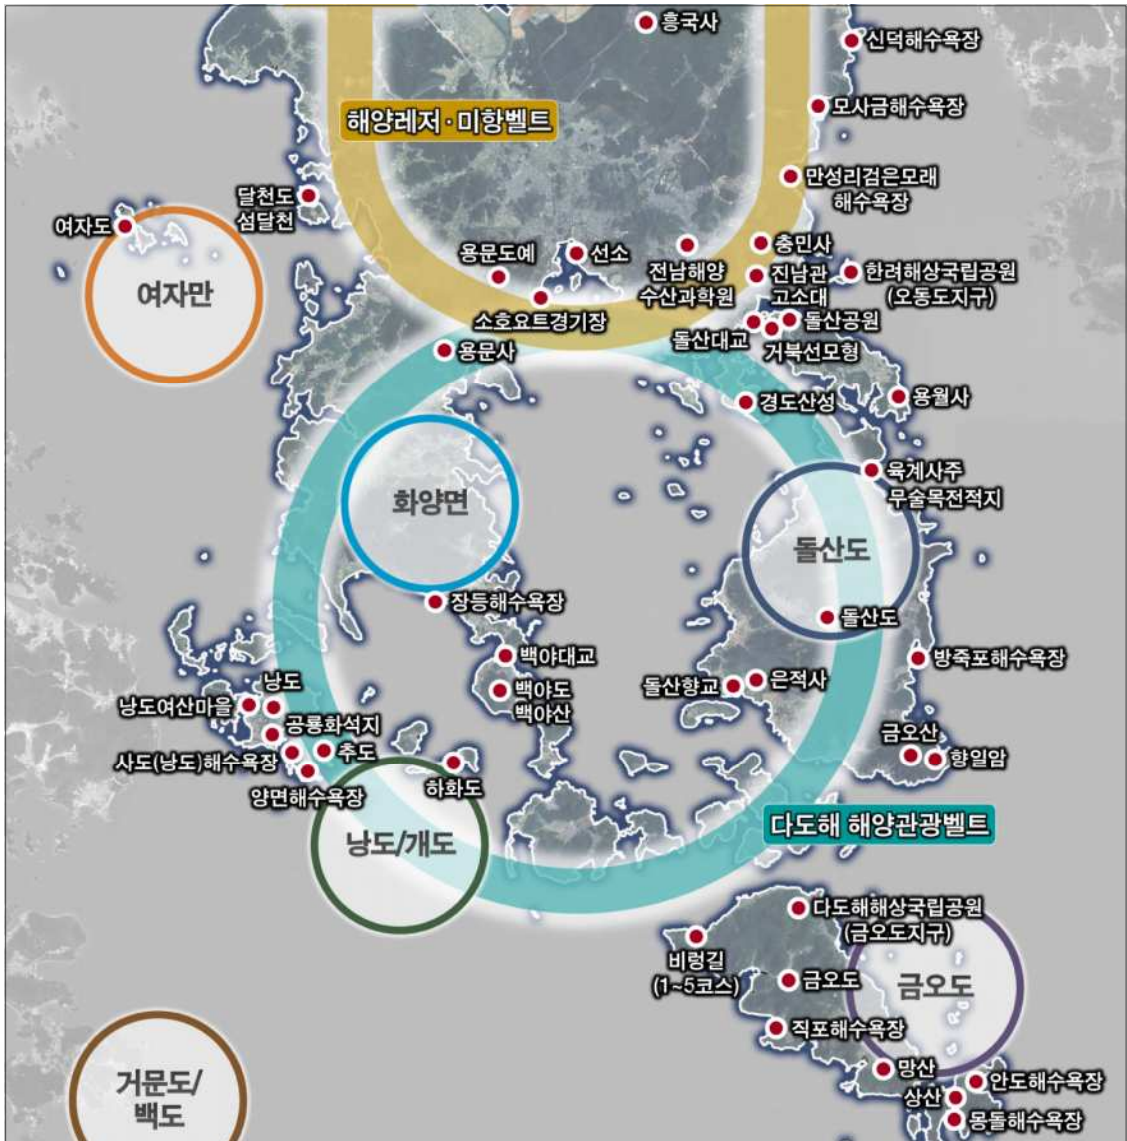 흥국사
신덕해수욕장
모사금해수욕장
해양레저·미항벨트
만성리검은모래
해수욕장
달천도
섬달천
여자도
여자만
용문도예
선소
소호요트경기장
전남해양
수산과학원
충민사
진남관
고소대
한려해상국립공원
(오동도지구)
돌산공원
돌산대교
거북선모형
용문사
경도산성
용월사
육계사주
무술목전적지
화양면
돌산도
돌산도
장등해수욕장
백야대교
백야도
백야산
방죽포해수욕장
은적사
돌산향교
낭도
낭도여산마을
공룡화석지
추도
사도(낭도)해수욕장
양면해수욕장
하화도
낭도/개도
금오산
향일암
다도해 해양관광벨트
다도해해상국립공원
(금오도지구)
비렁길
(1~5코스)
금오도
금오도
직포해수욕장
망산
안도해수욕장
상산
몽돌해수욕장
거문도/
백도